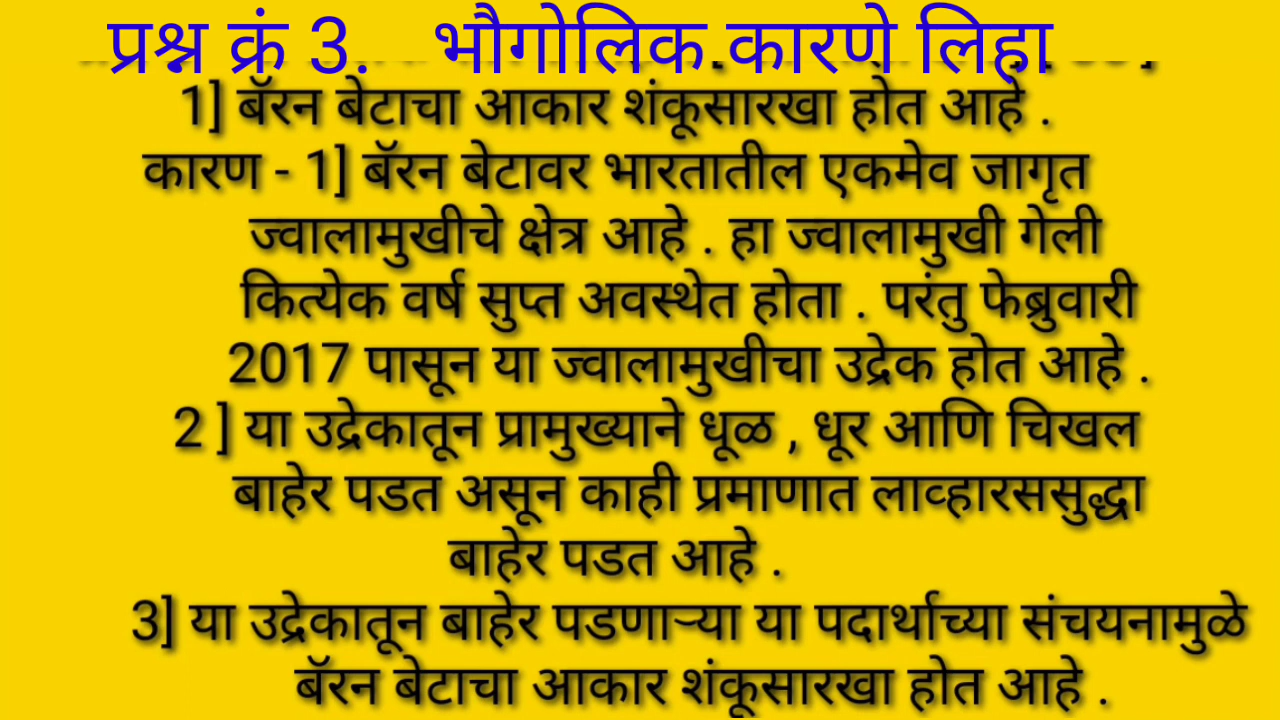 प्रश्न क्रं 3. भौगोलिक कारणे लिहा
1] बॅरन बेटाचा आकार शंकूसारखा होत आहे .
कारण - 1] बॅरन बेटावर भारतातील एकमेव जागृत
ज्वालामुखीचे क्षेत्र आहे . हा ज्वालामुखी गेली
कित्येक वर्ष सुप्त अवस्थेत होता . परंतु फेब्रुवारी
2017 पासून या ज्वालामुखीचा उद्रेक होत आहे .
2 ] या उद्रेकातून प्रामुख्याने धूळ , धूर आणि चिखल
बाहेर पडत असून काही प्रमाणात लाव्हारससुद्धा
बाहेर पडत आहे .
3] या उद्रेकातून बाहेर पडणाऱ्या या पदार्थाच्या संचयनामुळे
बॅरन बेटाचा आकार शंकूसारखा होत आहे .